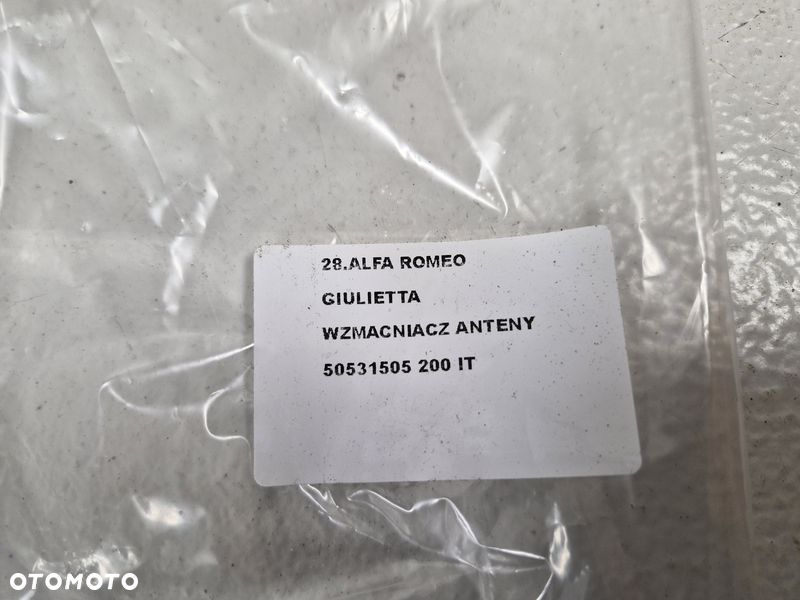 28.ALFA ROMEO
GIULIETTA
WZMACNIACZ ANTENY
50531505 200 IT
OTOMOTO